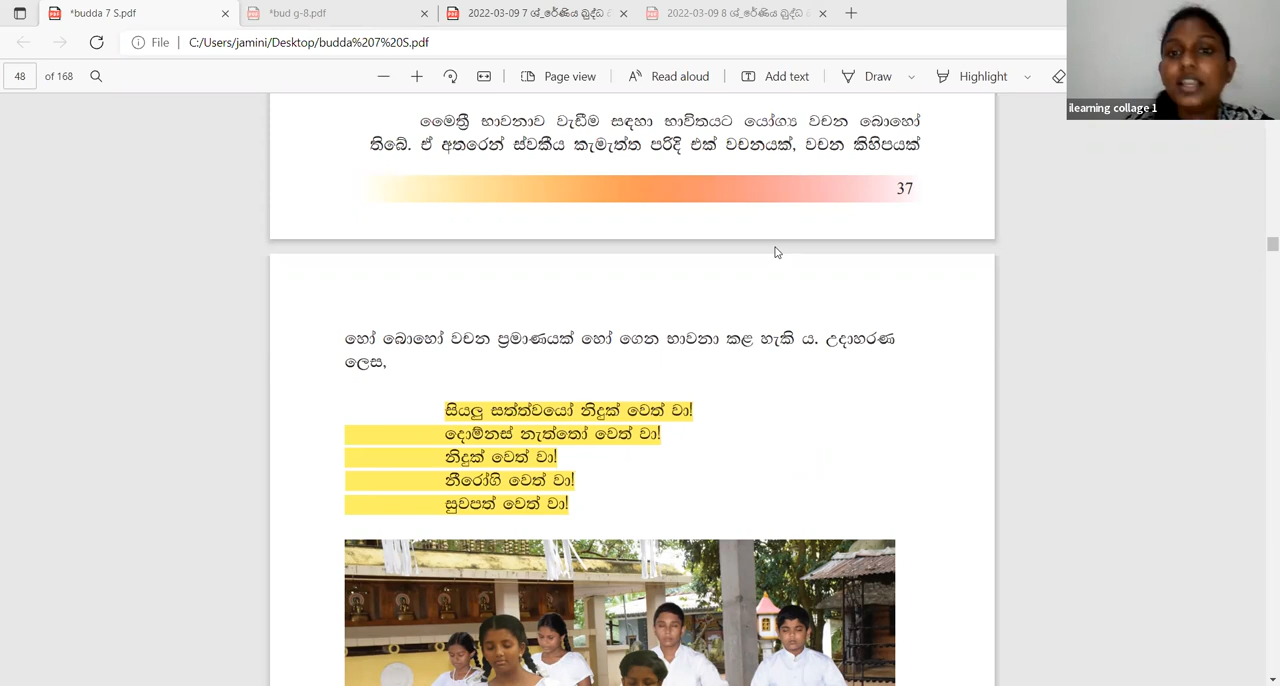 *budda 7 S.pdf
*bud g-8.pdf
2022-03-09 7 ශ්‍රේණිය බුද්ධ
2022-03-09 8 ශ්‍රේණිය බුද්ධ
File C:/Users/jamini/Desktop/budda%207%20S.pdf
48 of 168 Page view Read aloud Add text Draw Highlight
ilearning collage 1
මෛත්‍රී භාවනාව වැඩීම සඳහා භාවිතයට යෝග්‍ය වචන බොහෝ
තිබේ. ඒ අතරෙන් ස්වකීය කැමැත්ත පරිදි එක් වචනයක්, වචන කිහිපයක්
37
හෝ බොහෝ වචන ප්‍රමාණයක් හෝ ගෙන භාවනා කළ හැකි ය. උදාහරණ
ලෙස,
සියලු සත්ත්වයෝ නිදුක් වෙත් වා!
දොම්නස් නැත්තෝ වෙත් වා!
නිදුක් වෙත් වා!
නීරෝගි වෙත් වා!
සුවපත් වෙත් වා!